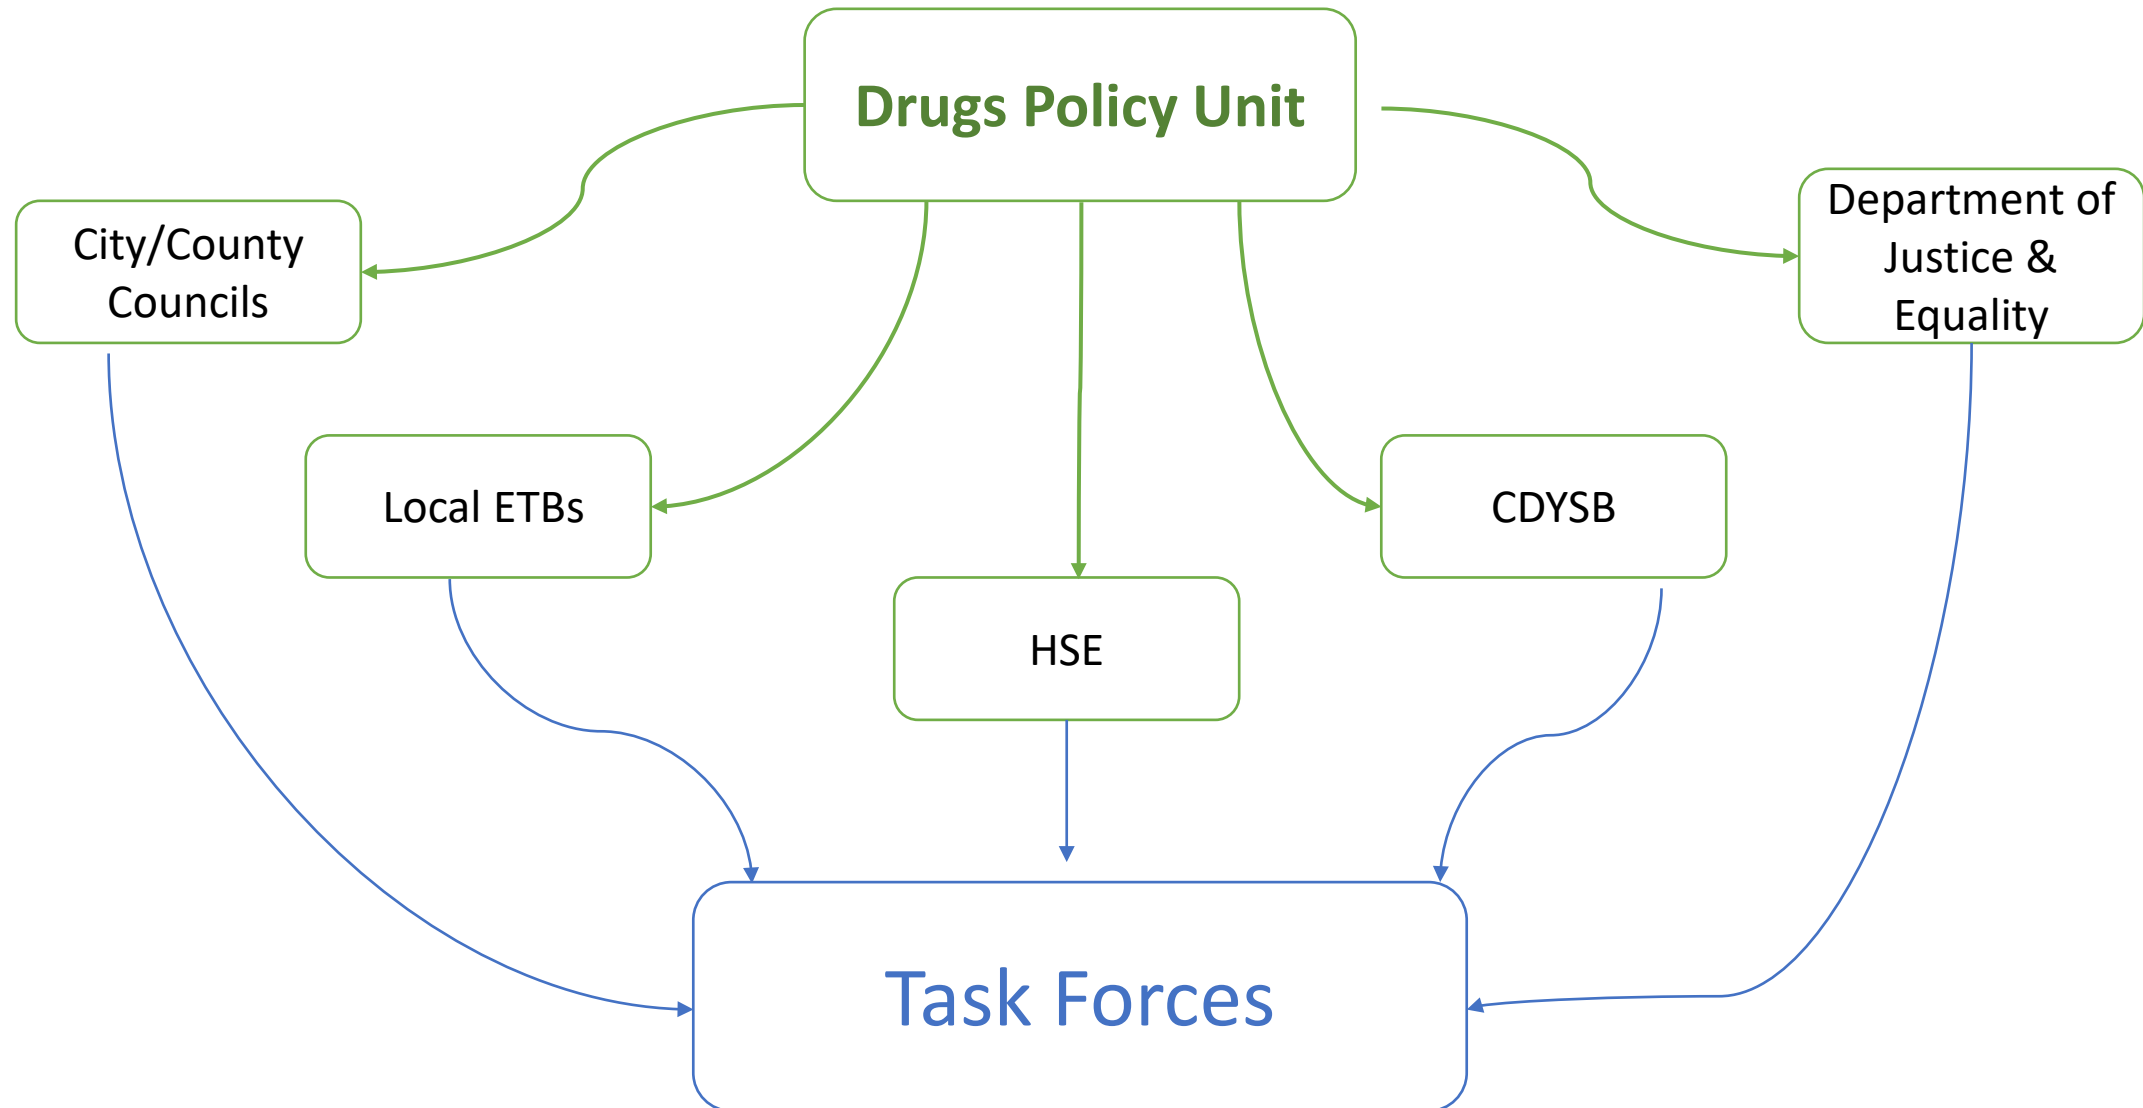 Drugs Policy Unit
City/County
Councils
Department of
Justice &
Equality
Local ETBs
CDYSB
HSE
Task Forces